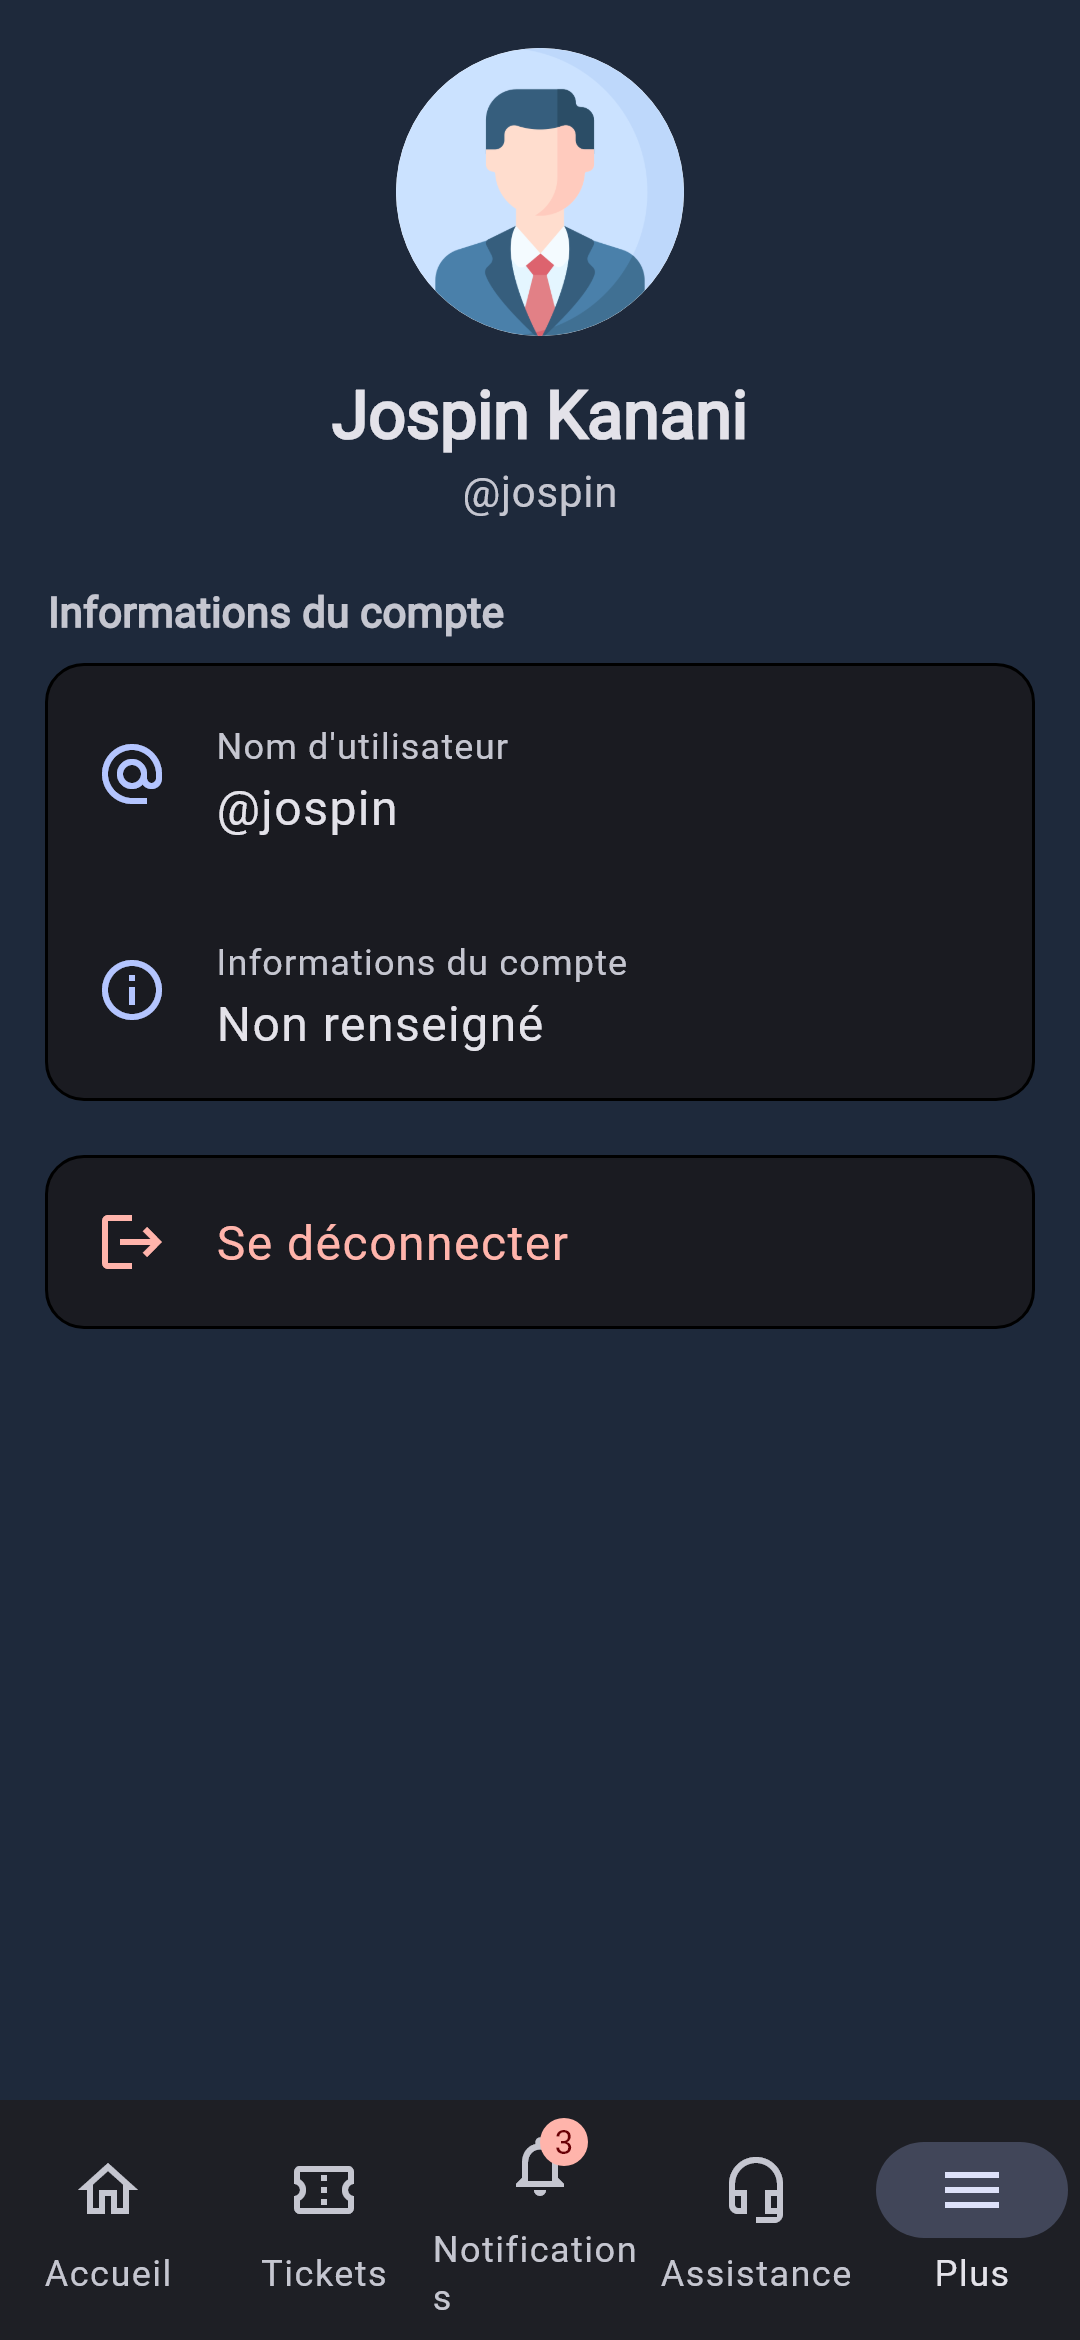 Jospin Kanani
@jospin
Informations du compte
Nom d'utilisateur
@jospin
Informations du compte
Non renseigné
Se déconnecter
3
Accueil
Tickets
Notification
s
Assistance
Plus